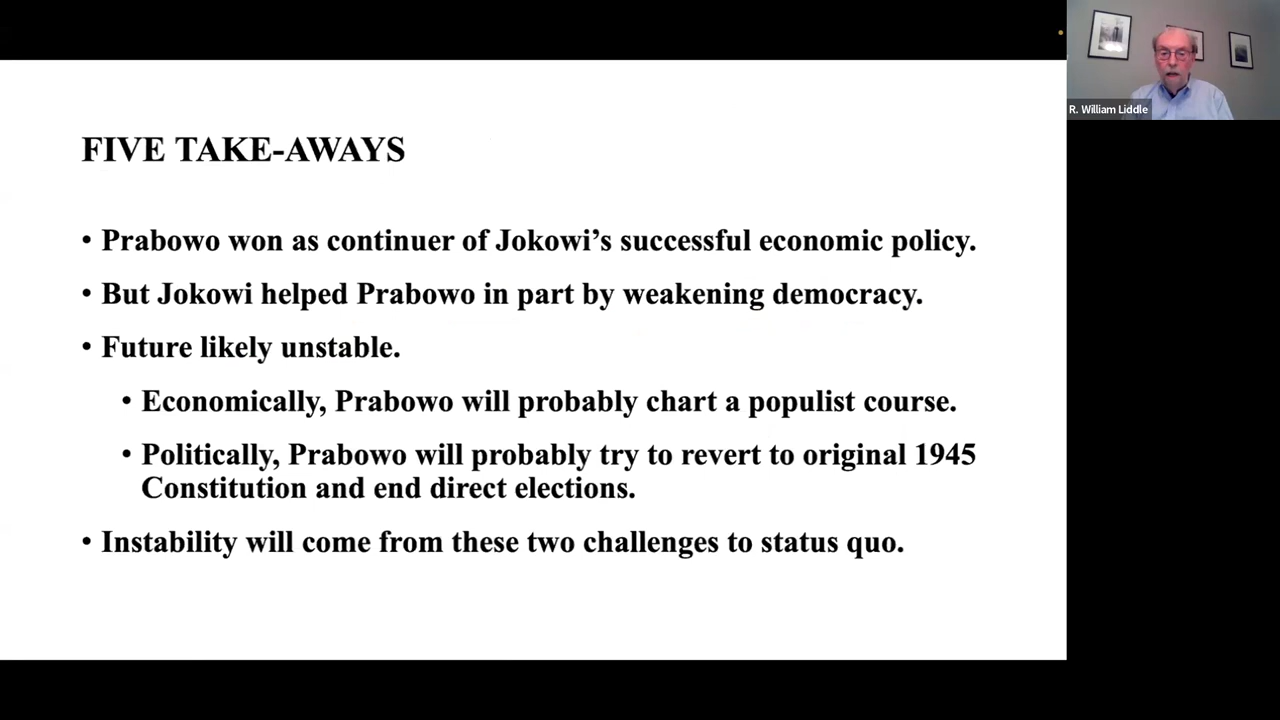 FIVE TAKE-AWAYS
• Prabowo won as continuer of Jokowi’s successful economic policy.
• But Jokowi helped Prabowo in part by weakening democracy.
• Future likely unstable.
• Economically, Prabowo will probably chart a populist course.
• Politically, Prabowo will probably try to revert to original 1945
Constitution and end direct elections.
• Instability will come from these two challenges to status quo.
R. William Liddle